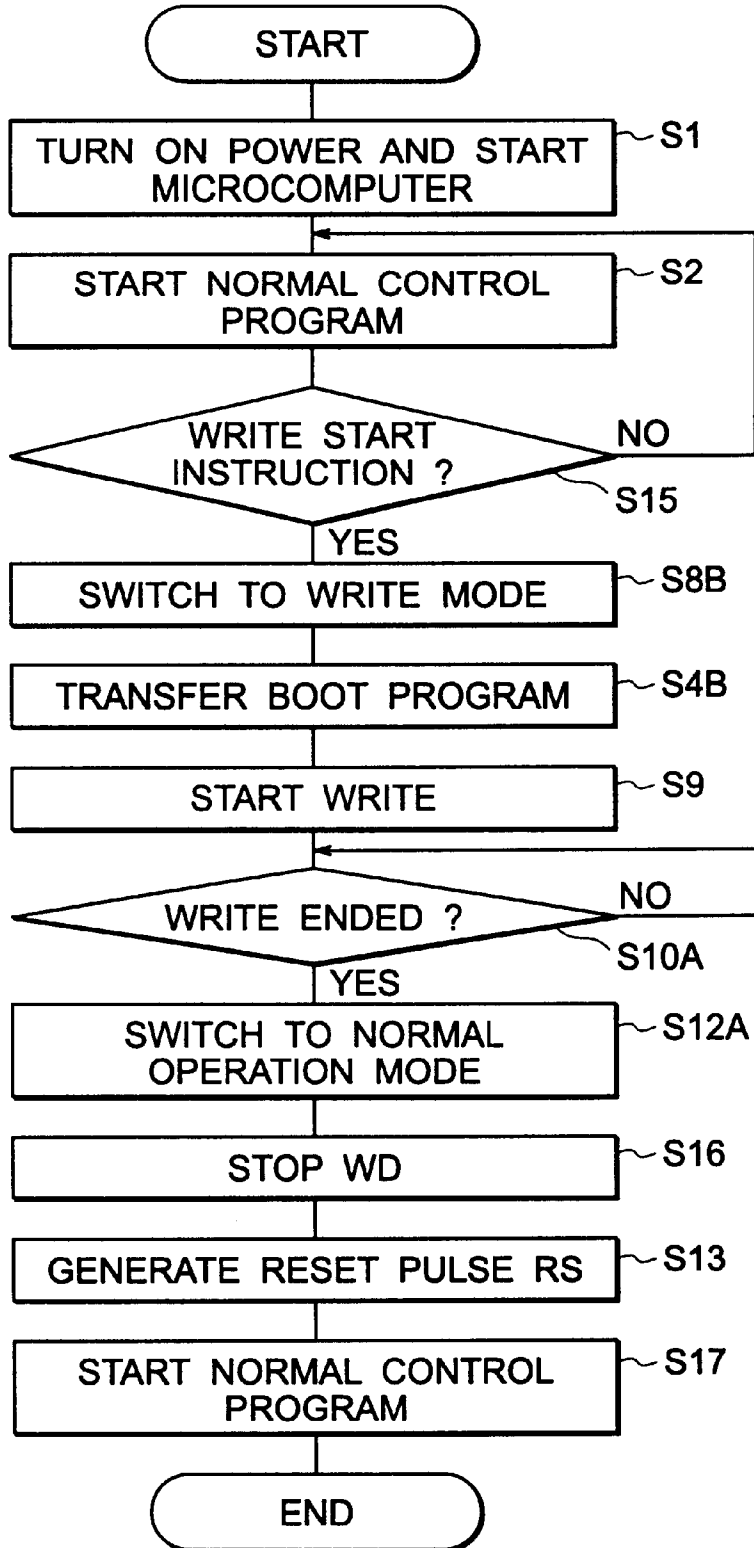 START
TURN ON POWER AND START
MICROCOMPUTER
S1
START NORMAL CONTROL
PROGRAM
S2
WRITE START
INSTRUCTION ?
NO
S15
YES
SWITCH TO WRITE MODE
S8B
TRANSFER BOOT PROGRAM
S4B
START WRITE
S9
WRITE ENDED ?
NO
S10A
YES
SWITCH TO NORMAL
OPERATION MODE
S12A
STOP WD
S16
GENERATE RESET PULSE RS
S13
START NORMAL CONTROL
PROGRAM
S17
END